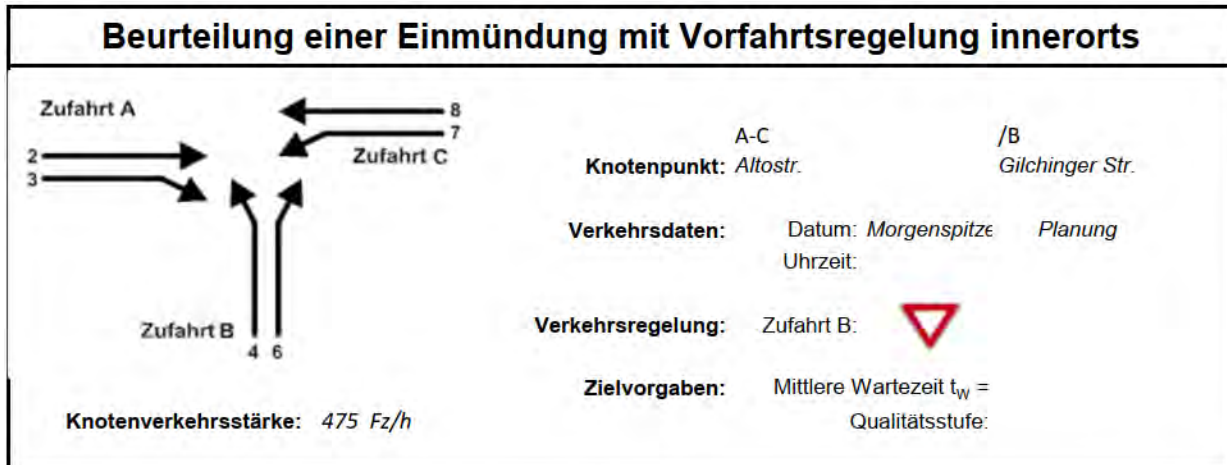 Beurteilung einer Einmündung mit Vorfahrtsregelung innerorts
Zufahrt A
8
7
Zufahrt C
2
3
Zufahrt B
4 6
Knotenverkehrsstärke: 475 Fz/h
A-C /B
Knotenpunkt: Altostr. Gilchinger Str.
Verkehrsdaten: Datum: Morgenspitze Planung
Uhrzeit:
Verkehrsregelung: Zufahrt B:
Zielvorgaben: Mittlere Wartezeit tW =
Qualitätsstufe: